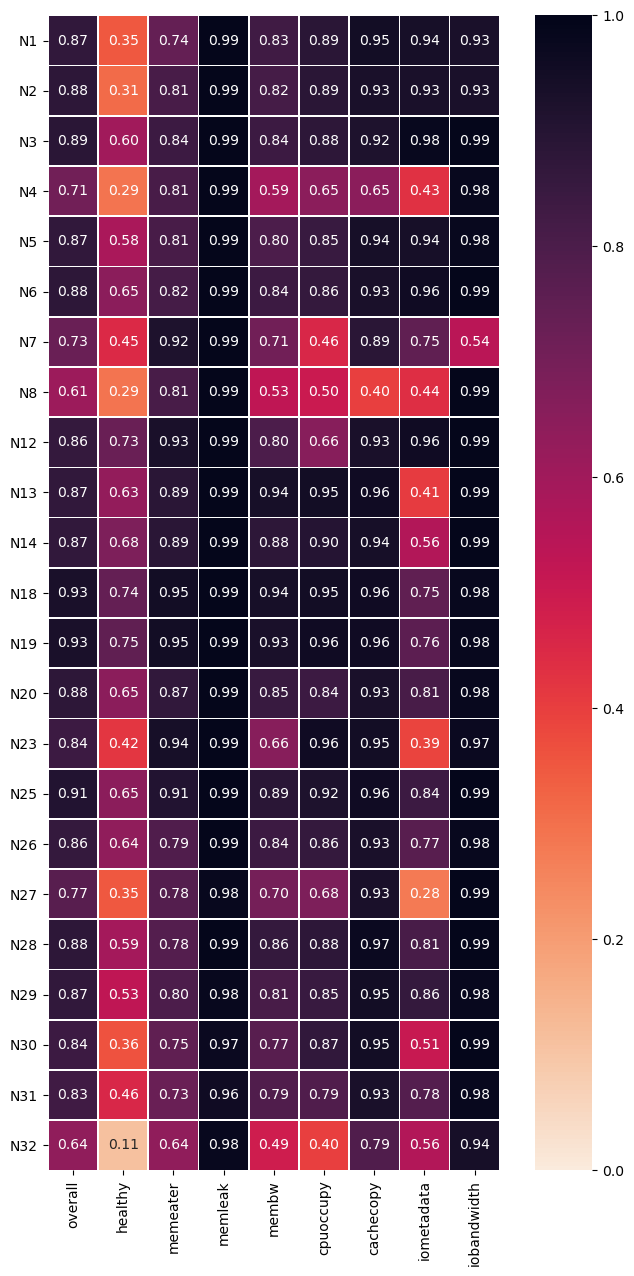 N1 0.87 0.35 0.74 0.99 0.83 0.89 0.95 0.94 0.93
N2 0.88 0.31 0.81 0.99 0.82 0.89 0.93 0.93 0.93
N3 0.89 0.60 0.84 0.99 0.84 0.88 0.92 0.98 0.99
N4 0.71 0.29 0.81 0.99 0.59 0.65 0.65 0.43 0.98
N5 0.87 0.58 0.81 0.99 0.80 0.85 0.94 0.94 0.98
N6 0.88 0.65 0.82 0.99 0.84 0.86 0.93 0.96 0.99
N7 0.73 0.45 0.92 0.99 0.71 0.46 0.89 0.75 0.54
N8 0.61 0.29 0.81 0.99 0.53 0.50 0.40 0.44 0.99
N12 0.86 0.73 0.93 0.99 0.80 0.66 0.93 0.96 0.99
N13 0.87 0.63 0.89 0.99 0.94 0.95 0.96 0.41 0.99
N14 0.87 0.68 0.89 0.99 0.88 0.90 0.94 0.56 0.99
N18 0.93 0.74 0.95 0.99 0.94 0.95 0.96 0.75 0.98
N19 0.93 0.75 0.95 0.99 0.93 0.96 0.96 0.76 0.98
N20 0.88 0.65 0.87 0.99 0.85 0.84 0.93 0.81 0.98
N23 0.84 0.42 0.94 0.99 0.66 0.96 0.95 0.39 0.97
N25 0.91 0.65 0.91 0.99 0.89 0.92 0.96 0.84 0.99
N26 0.86 0.64 0.79 0.99 0.84 0.86 0.93 0.77 0.98
N27 0.77 0.35 0.78 0.98 0.70 0.68 0.93 0.28 0.99
N28 0.88 0.59 0.78 0.99 0.86 0.88 0.97 0.81 0.99
N29 0.87 0.53 0.80 0.98 0.81 0.85 0.95 0.86 0.98
N30 0.84 0.36 0.75 0.97 0.77 0.87 0.95 0.51 0.99
N31 0.83 0.46 0.73 0.96 0.79 0.79 0.93 0.78 0.98
N32 0.64 0.11 0.64 0.98 0.49 0.40 0.79 0.56 0.94
overall
healthy
memeater
memleak
membw
cpuoccupy
cachecopy
iometadata
iobandwidth
1.0
0.8
0.6
0.4
0.2
0.0